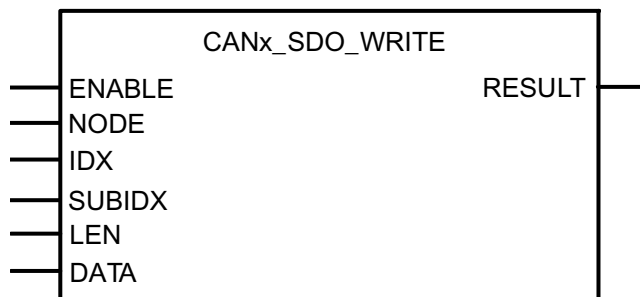 CANx_SDO_WRITE
ENABLE RESULT
NODE
IDX
SUBIDX
LEN
DATA